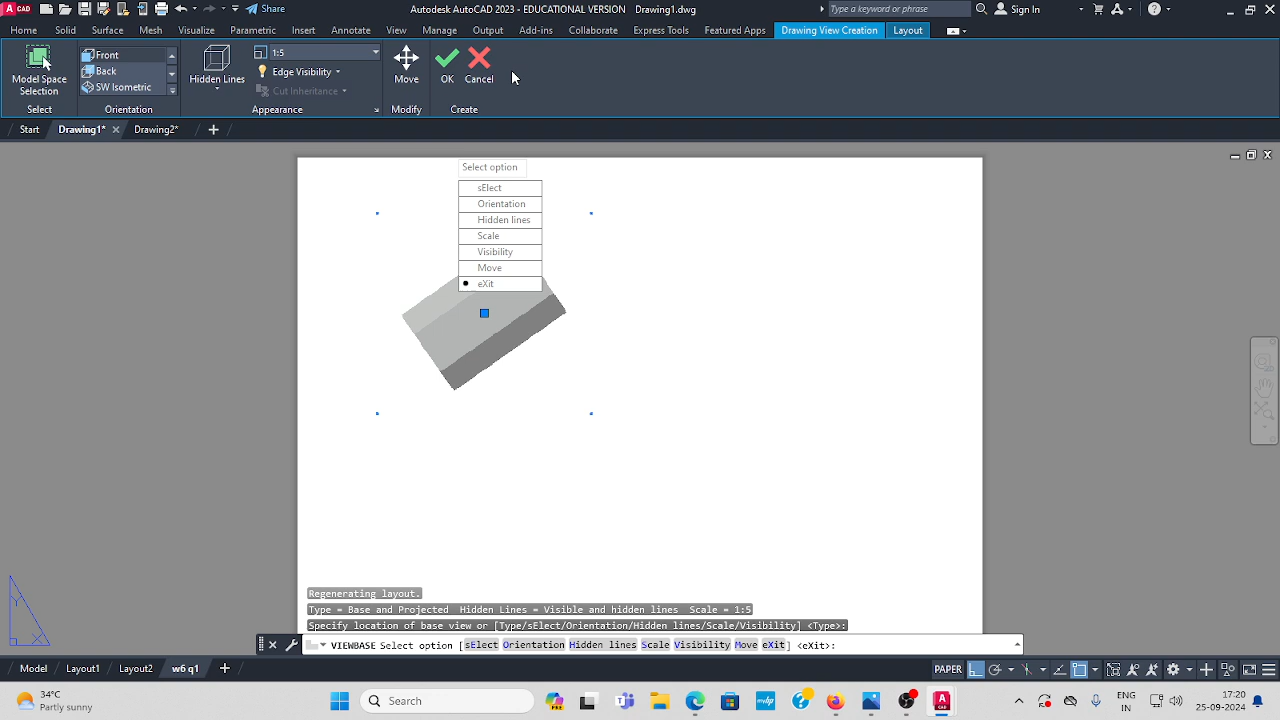 Share
Autodesk AutoCAD 2023 - EDUCATIONAL VERSION Drawing1.dwg
Type a keyword or phrase
Sign In
CAD
Home Solid Surface Mesh Visualize Parametric Insert Annotate View Manage Output Add-ins Collaborate Express Tools Featured Apps Drawing View Creation Layout
Model Space
Selection
Select
Front
Back
SW Isometric
Orientation
Hidden Lines
1:5
Edge Visibility
Cut Inheritance
Appearance
Move
Modify
OK
Cancel
Create
Start Drawing1* Drawing2*
Select option
sElect
Orientation
Hidden lines
Scale
Visibility
Move
eXit
Y
X
Regenerating layout.
Type = Base and Projected Hidden Lines = Visible and hidden lines Scale = 1:5
Specify location of base view or [Type/sElect/Orientation/Hidden lines/Scale/Visibility] <Type>:
VIEWBASE Select option [sElect Orientation Hidden lines Scale Visibility Move eXit] <eXit>:
Model Layout1 Layout2 w6 q1
PAPER
34°C
Partly sunny
Search
ENG
IN
17:20
25-09-2024